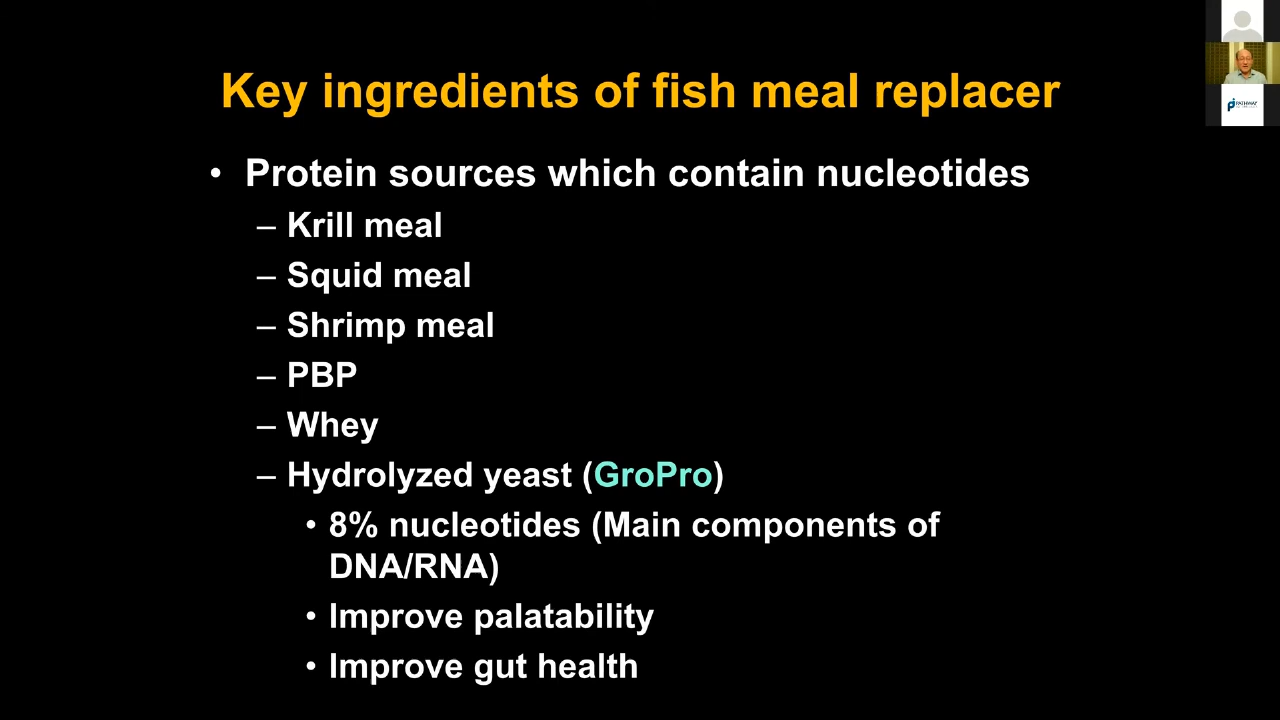 Key ingredients of fish meal replacer
• Protein sources which contain nucleotides
– Krill meal
– Squid meal
– Shrimp meal
– PBP
– Whey
– Hydrolyzed yeast (GroPro)
• 8% nucleotides (Main components of
DNA/RNA)
• Improve palatability
• Improve gut health
PATHWAY